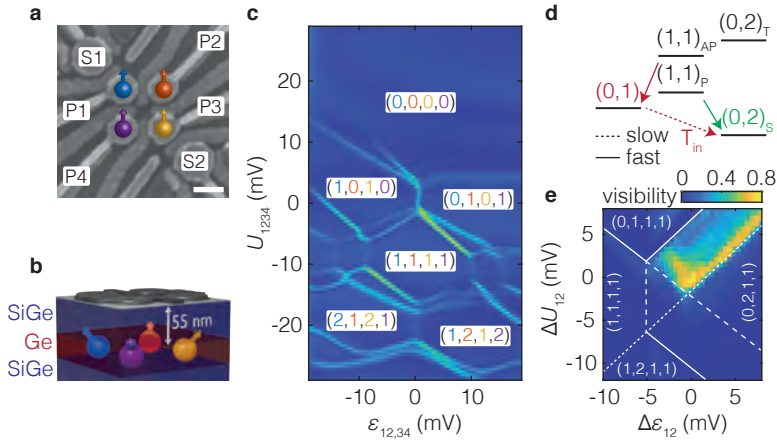 a
S1
P2
P1
P3
P4
S2
b
SiGe
Ge
SiGe
55 nm
c
U1234 (mV)
20
10
0
-10
-20
(0,0,0,0)
(1,0,1,0)
(0,1,0,1)
(1,1,1,1)
(2,1,2,1)
(1,2,1,2)
-10 0 10
ε12,34 (mV)
d
(0,2)T
(1,1)AP
(1,1)P
(0,1)
(0,2)S
Tin
slow
fast
e
visibility 0 0.4 0.8
ΔU12 (mV)
5
0
-5
-10
(0,1,1,1)
(1,1,1,1)
(0,2,1,1)
(1,2,1,1)
-10 -5 0 5
Δε12 (mV)